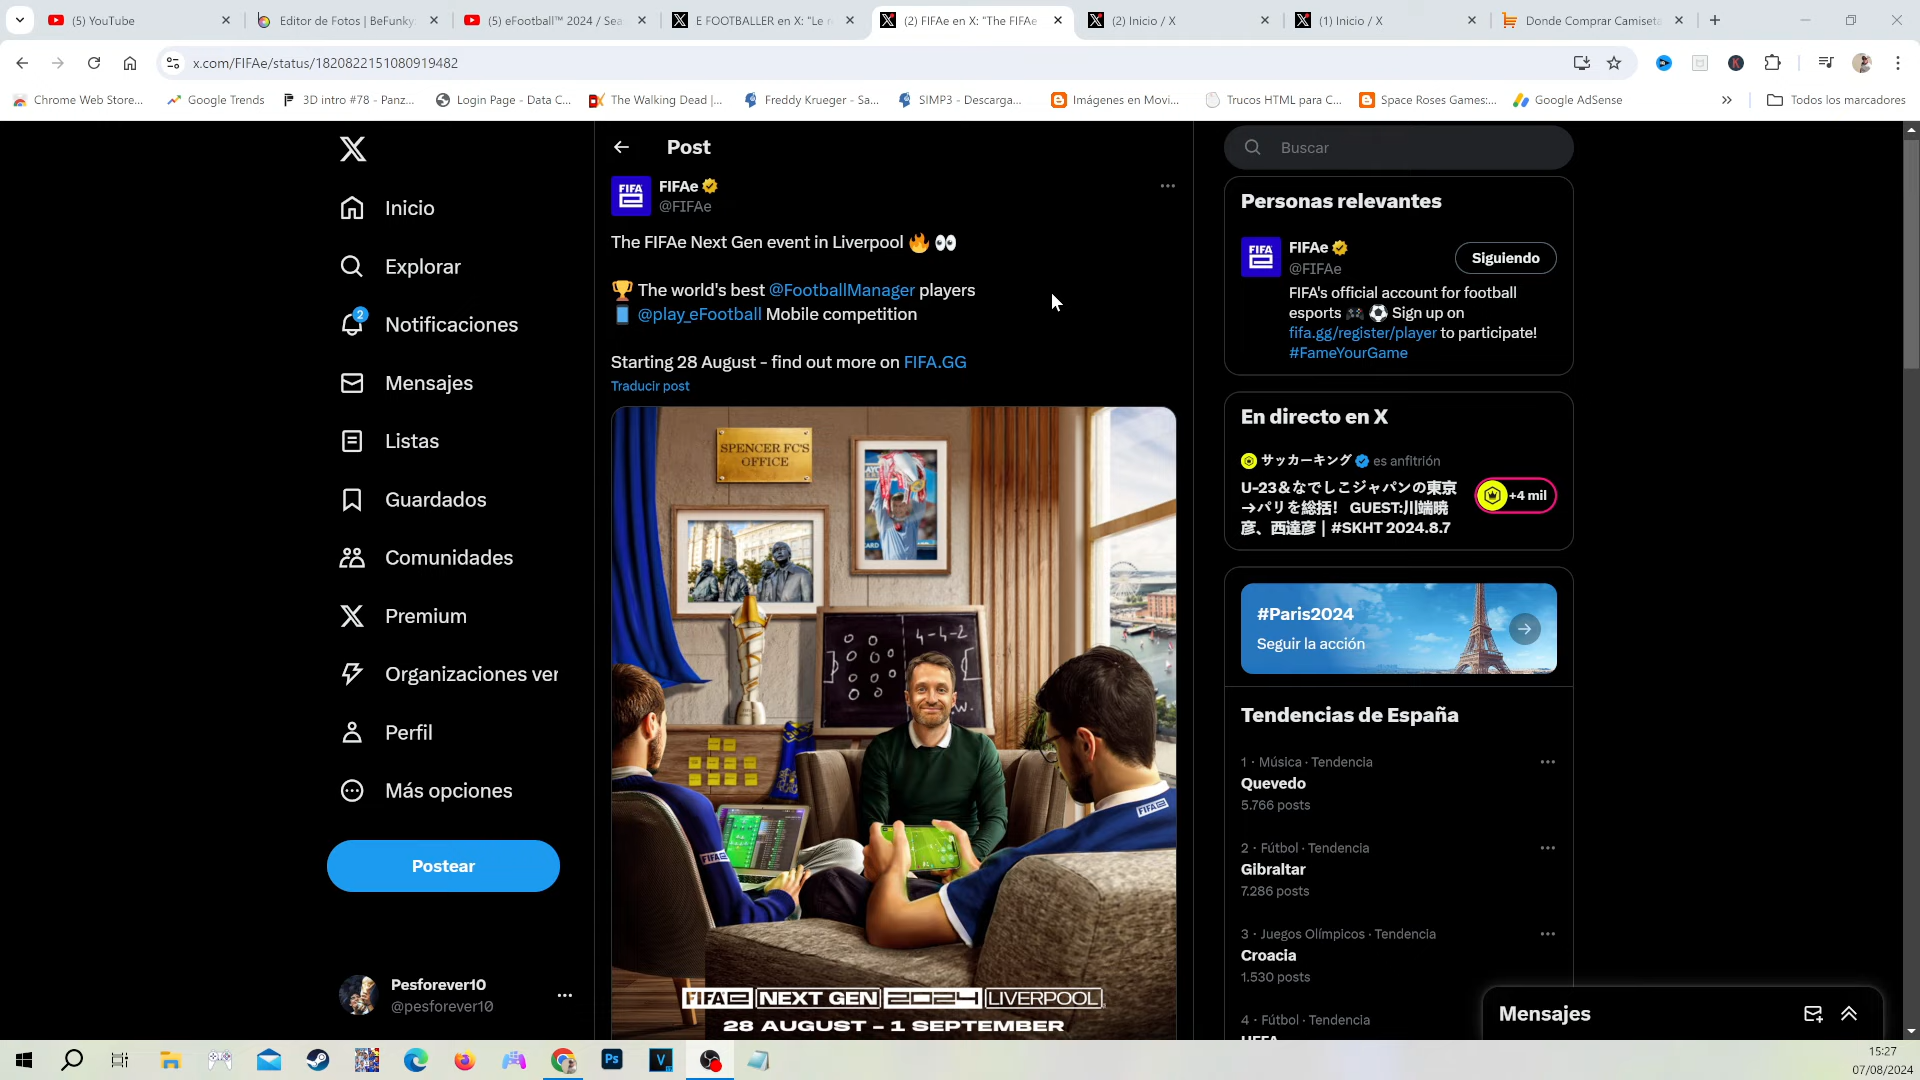 (5) YouTube
Editor de Fotos | BeFunky:
(5) eFootball™ 2024 / Sea
E FOOTBALLER en X: "Le r
(2) FIFAe en X: "The FIFAe
(2) Inicio / X
(1) Inicio / X
Donde Comprar Camiseta
x.com/FIFAe/status/1820822151080919482
Chrome Web Store...
Google Trends
3D intro #78 - Panz...
Login Page - Data C...
The Walking Dead |...
Freddy Krueger - Sa...
SIMP3 - Descarga...
Imágenes en Movi...
Trucos HTML para C...
Space Roses Games:...
Google AdSense
Todos los marcadores
Inicio
Explorar
2
Notificaciones
Mensajes
Listas
Guardados
Comunidades
Premium
Organizaciones ver
Perfil
Más opciones
Postear
Pesforever10
@pesforever10
Post
FIFAe
@FIFAe
The FIFAe Next Gen event in Liverpool 🔥 👀
🏆 The world's best @FootballManager players
📱 @play_eFootball Mobile competition
Starting 28 August - find out more on FIFA.GG
Traducir post
SPENCER FC'S
OFFICE
4-4-2
FIFAe
FIFAe
FIFAe NEXT GEN 2024 LIVERPOOL
28 AUGUST – 1 SEPTEMBER
Buscar
Personas relevantes
FIFAe
@FIFAe
Siguiendo
FIFA's official account for football
esports 🎮 ⚽ Sign up on
fifa.gg/register/player to participate!
#FameYourGame
En directo en X
サッカーキング es anfitrión
U-23＆なでしこジャパンの東京
→パリを総括！ GUEST:川端暁
彦、西達彦 | #SKHT 2024.8.7
+4 mil
#Paris2024
Seguir la acción
Tendencias de España
1 · Música · Tendencia
Quevedo
5.766 posts
2 · Fútbol · Tendencia
Gibraltar
7.286 posts
3 · Juegos Olímpicos · Tendencia
Croacia
1.530 posts
4 · Fútbol · Tendencia
UEFA
Mensajes
15:27
07/08/2024